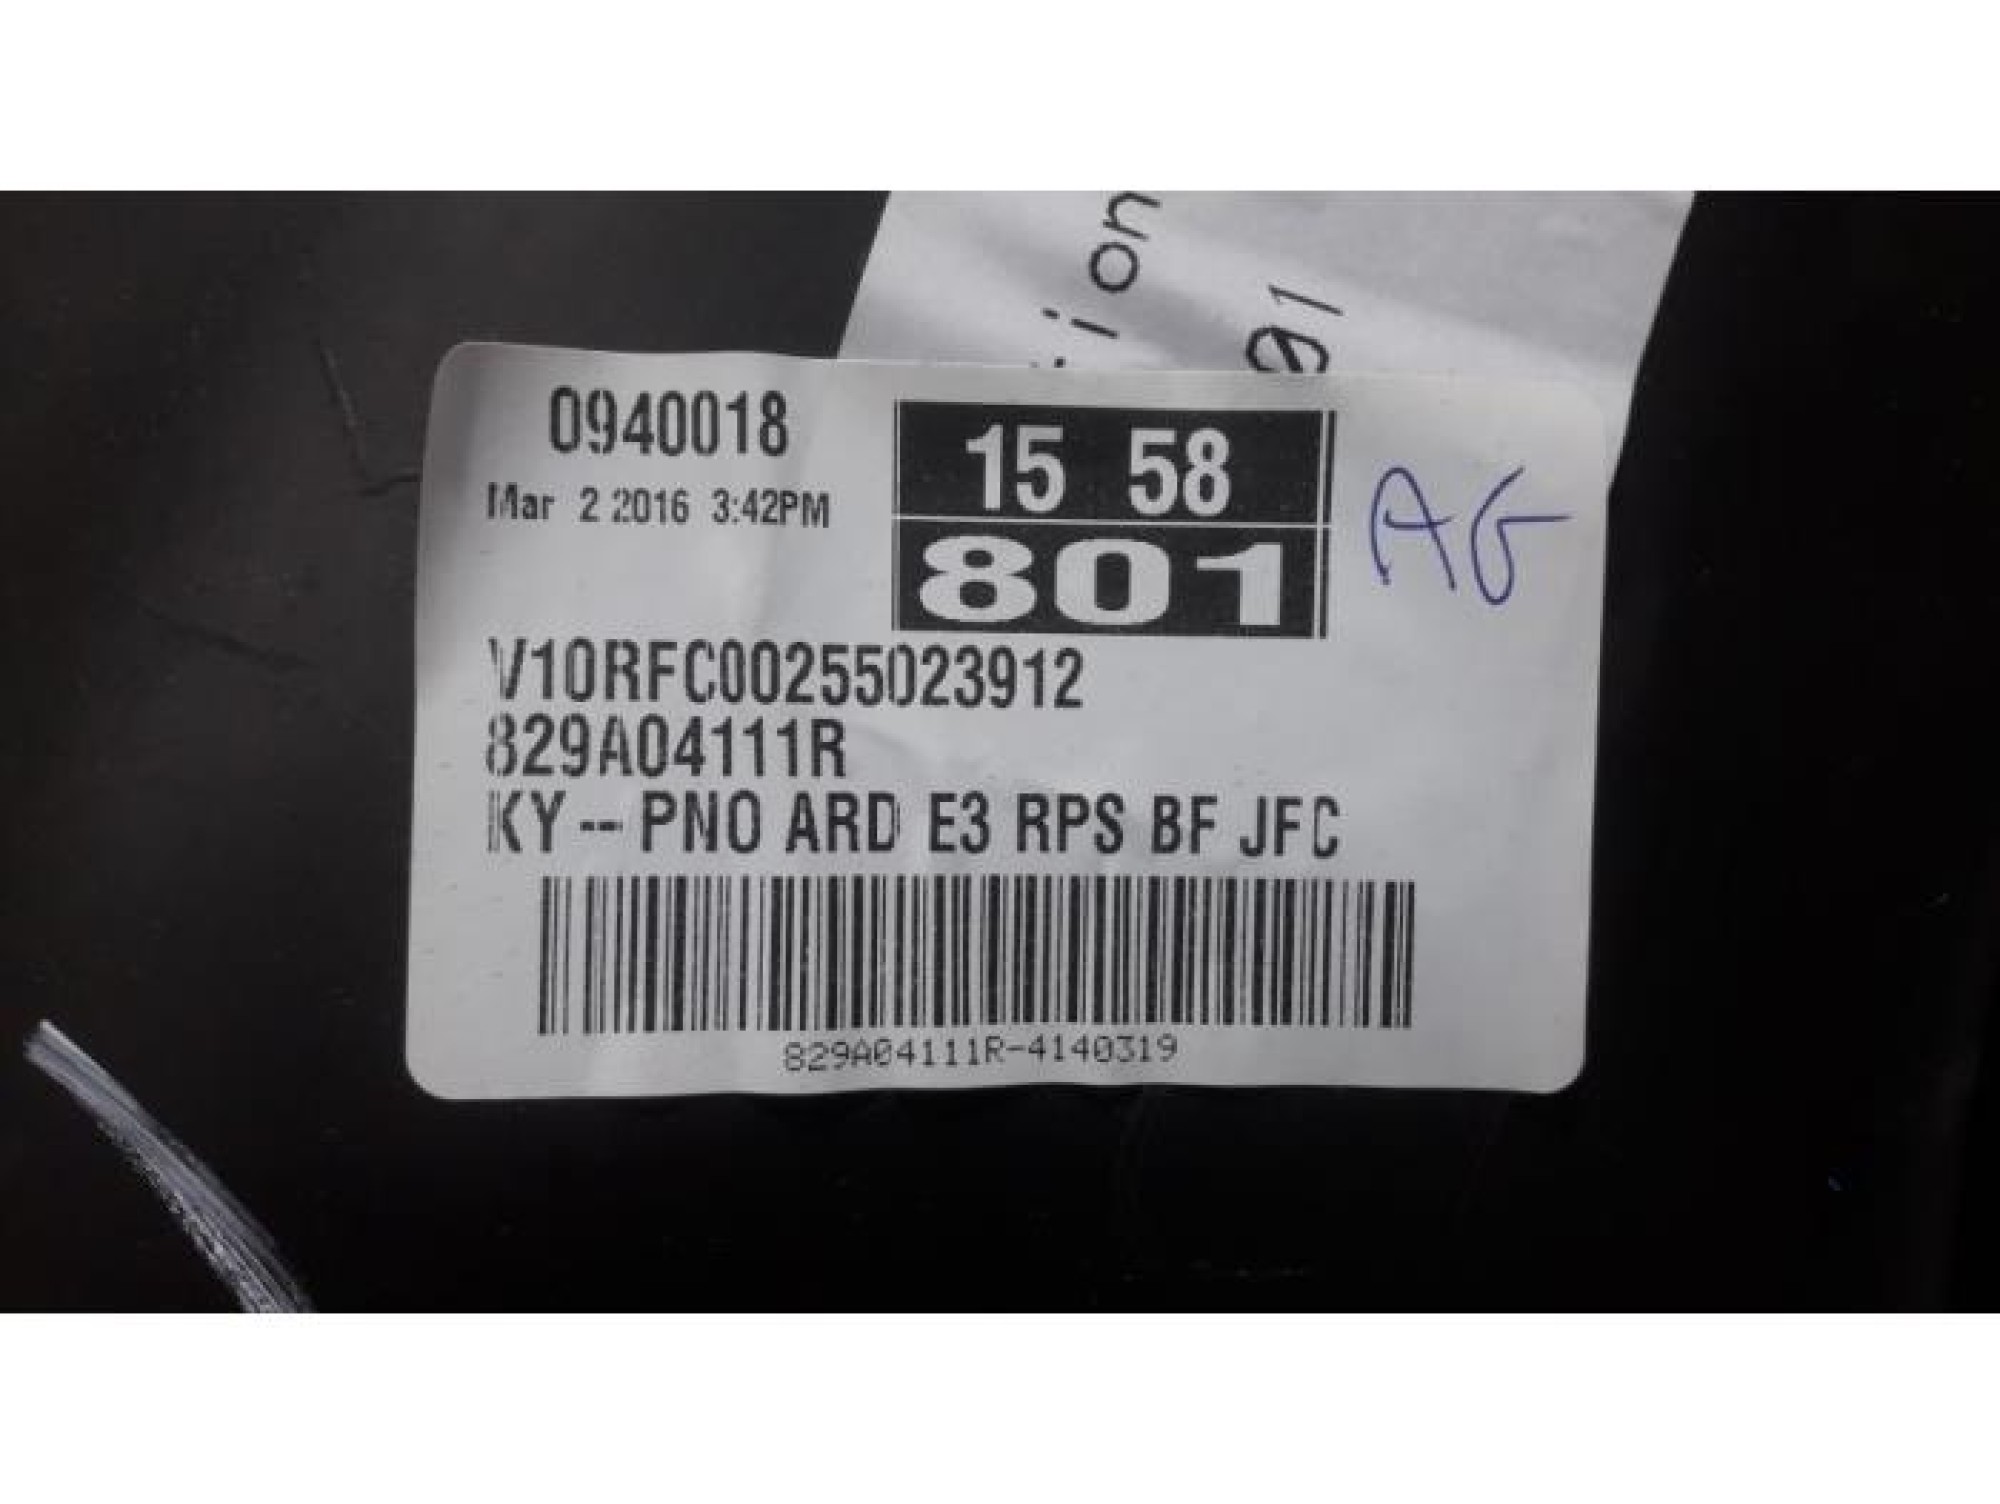 91
0940018
15 58
Mar 2 2016 3:42PM
801
AG
V10RFC00255023912
829A04111R
KY -- PNO ARD E3 RPS BF JFC
829A04111R-4140319